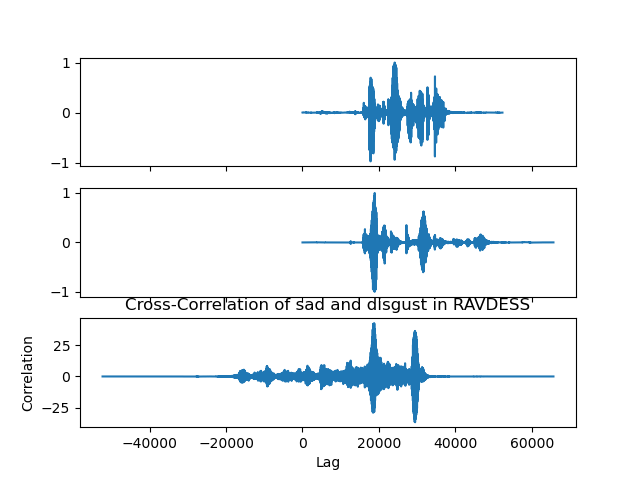 1
0
−1
1
0
−1
Cross-Correlation of sad and disgust in RAVDESS
25
0
−25
Correlation
−40000 −20000 0 20000 40000 60000
Lag